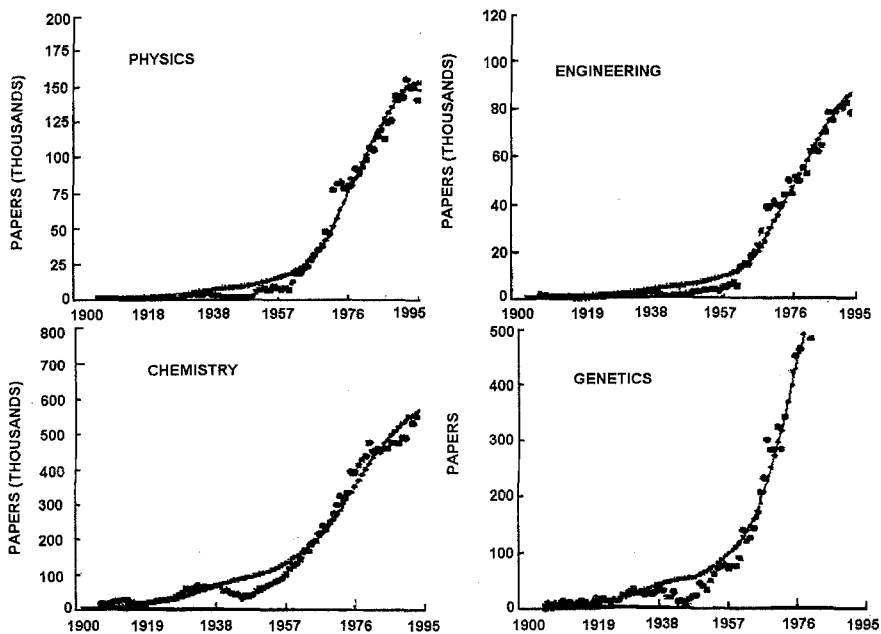 PHYSICS
PAPERS (THOUSANDS)
200
175
150
125
100
75
50
25
0
1900 1918 1938 1957 1976 1995
ENGINEERING
PAPERS (THOUSANDS)
120
100
80
60
40
20
0
1900 1919 1938 1957 1976 1995
CHEMISTRY
PAPERS (THOUSANDS)
800
700
600
500
400
300
200
100
0
1900 1919 1938 1957 1976 1995
GENETICS
PAPERS
500
400
300
200
100
0
1900 1919 1938 1957 1976 1995